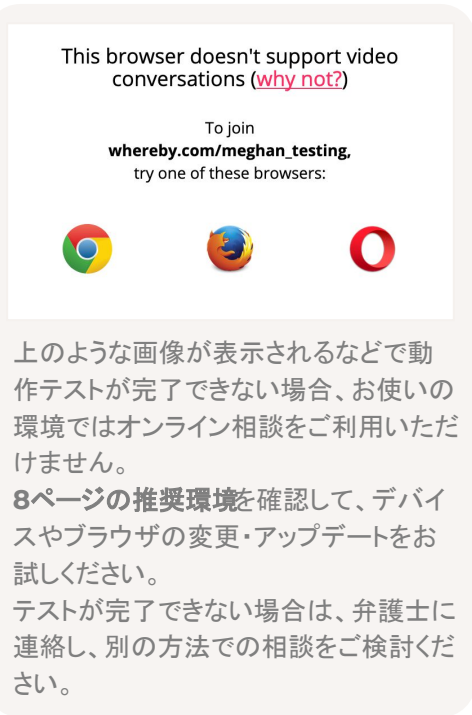 This browser doesn't support video
conversations (why not?)
To join
whereby.com/meghan_testing,
try one of these browsers:
上のような画像が表示されるなどで動
作テストが完了できない場合、お使いの
環境ではオンライン相談をご利用いただ
けません。
8ページの推奨環境を確認して、デバイ
スやブラウザの変更・アップデートをお
試しください。
テストが完了できない場合は、弁護士に
連絡し、別の方法での相談をご検討くだ
さい。